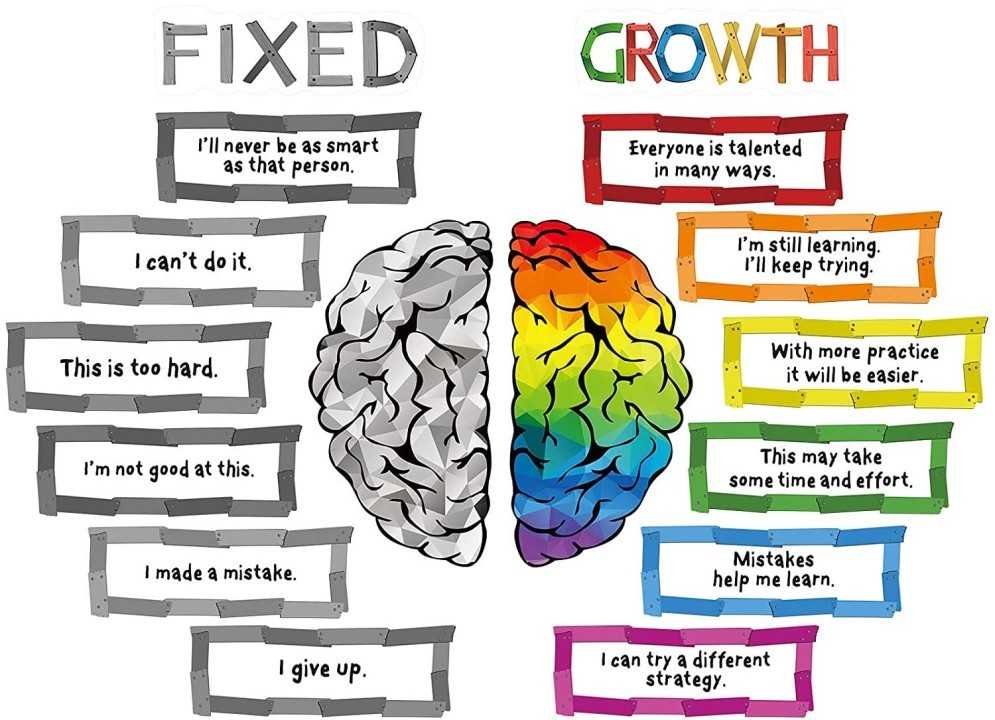 FIXED
I'll never be as smart
as that person.
I can't do it.
This is too hard.
I'm not good at this.
I made a mistake.
I give up.
GROWTH
Everyone is talented
in many ways.
I'm still learning.
I'll keep trying.
With more practice
it will be easier.
This may take
some time and effort.
Mistakes
help me learn.
I can try a different
strategy.